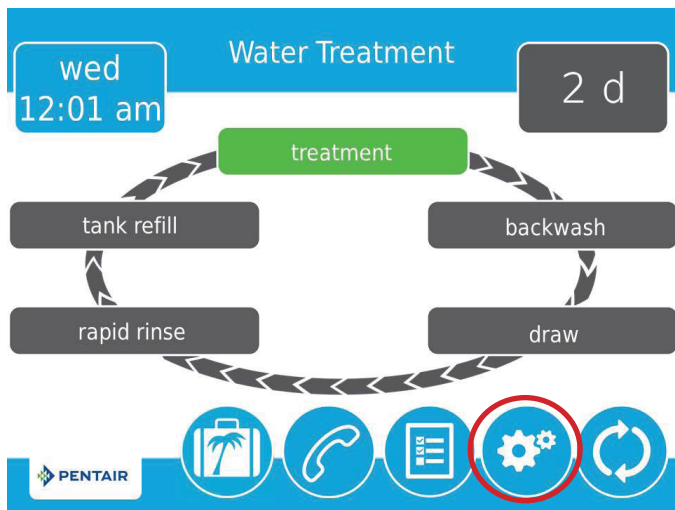 wed
12:01 am
Water Treatment
2 d
treatment
tank refill
backwash
rapid rinse
draw
PENTAIR